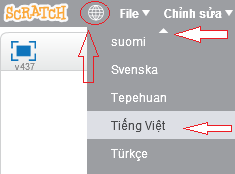 SCRATCH File Chỉnh sửa
suomi
v437
Svenska
Tepehuan
Tiếng Việt
Türkçe